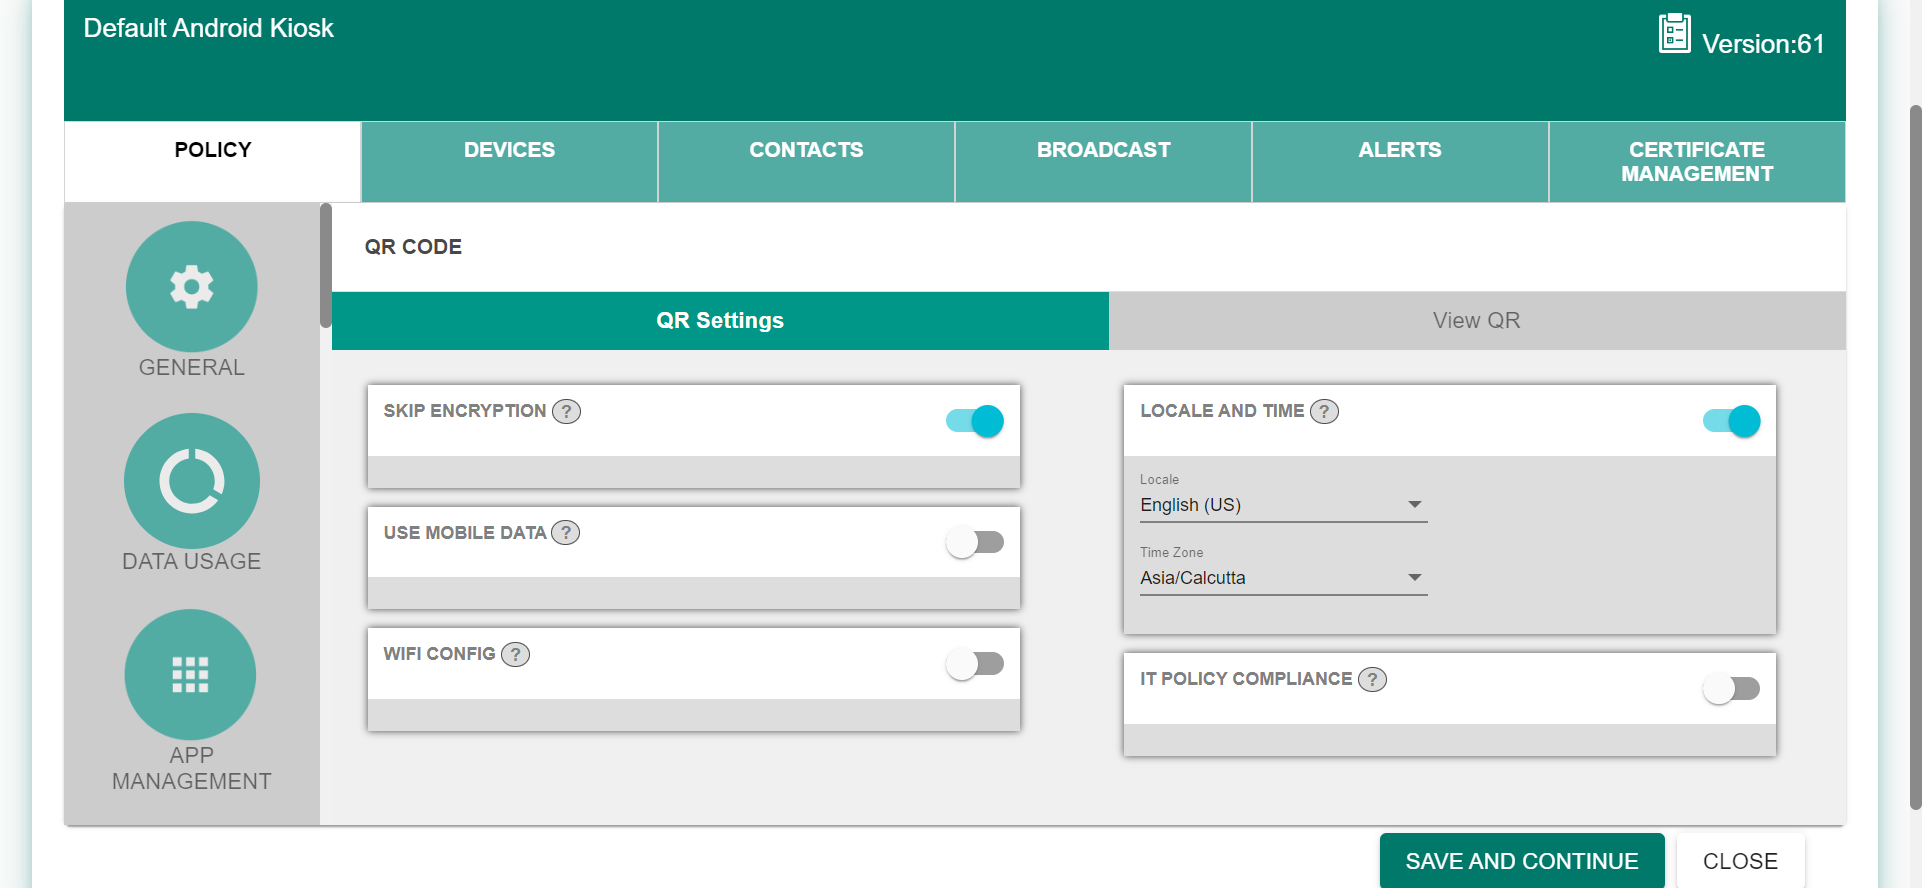 Default Android Kiosk
Version:61
POLICY
DEVICES
CONTACTS
BROADCAST
ALERTS
CERTIFICATE
MANAGEMENT
GENERAL
DATA USAGE
APP
MANAGEMENT
QR CODE
QR Settings
View QR
SKIP ENCRYPTION ?
USE MOBILE DATA ?
WIFI CONFIG ?
LOCALE AND TIME ?
Locale
English (US)
Time Zone
Asia/Calcutta
IT POLICY COMPLIANCE ?
SAVE AND CONTINUE
CLOSE